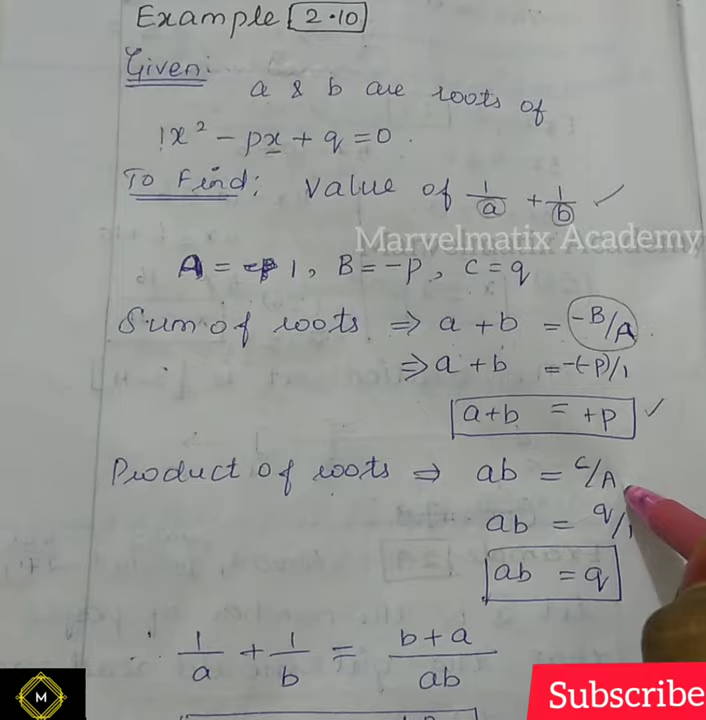 Example 2.10
Given:
a & b are roots of
1x² - px + q = 0.
To Find: Value of 1/a + 1/b ✓
Marvelmatix Academy
A = 1, B = -p, C = q
Sum of roots ⇒ a + b = -B/A
⇒ a + b = -(-p)/1
a+b = +p ✓
Product of roots ⇒ ab = C/A
ab = q/1
ab = q
∴ 1/a + 1/b = b+a/ab
M
Subscribe